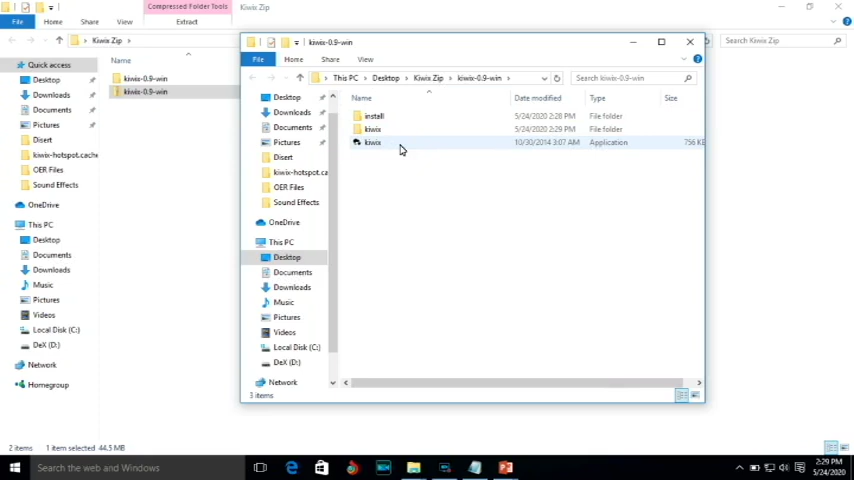 Compressed Folder Tools
Kiwix Zip
File
Home
Share
View
Extract
Kiwix Zip
Search Kiwix Zip
Quick access
Desktop
Downloads
Documents
Pictures
Disert
kiwix-hotspot.cache
OER Files
Sound Effects
OneDrive
This PC
Desktop
Documents
Downloads
Music
Pictures
Videos
Local Disk (C:)
DeX (D:)
Network
Homegroup
Name
kiwix-0.9-win
kiwix-0.9-win
2 items
1 item selected 44.5 MB
kiwix-0.9-win
File
Home
Share
View
This PC
Desktop
Kiwix Zip
kiwix-0.9-win
Search kiwix-0.9-win
Desktop
Downloads
Documents
Pictures
Disert
kiwix-hotspot.ca
OER Files
Sound Effects
OneDrive
This PC
Desktop
Documents
Downloads
Music
Pictures
Videos
Local Disk (C:)
DeX (D:)
Network
Name Date modified Type Size
install 5/24/2020 2:28 PM File folder
kiwix 5/24/2020 2:29 PM File folder
kiwix 10/30/2014 3:07 AM Application 756 KB
3 items
Search the web and Windows
2:29 PM
5/24/2020